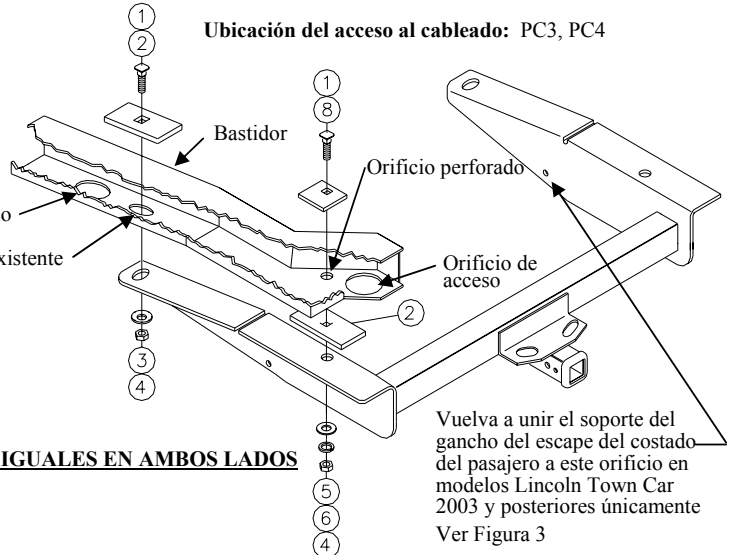 Ubicación del acceso al cableado: PC3, PC4
1
2
1
8
Bastidor
Orificio perforado
o
xistente
Orificio de
acceso
2
3
4
IGUALES EN AMBOS LADOS
5
6
4
Vuelva a unir el soporte del
gancho del escape del costado
del pasajero a este orificio en
modelos Lincoln Town Car
2003 y posteriores únicamente
Ver Figura 3